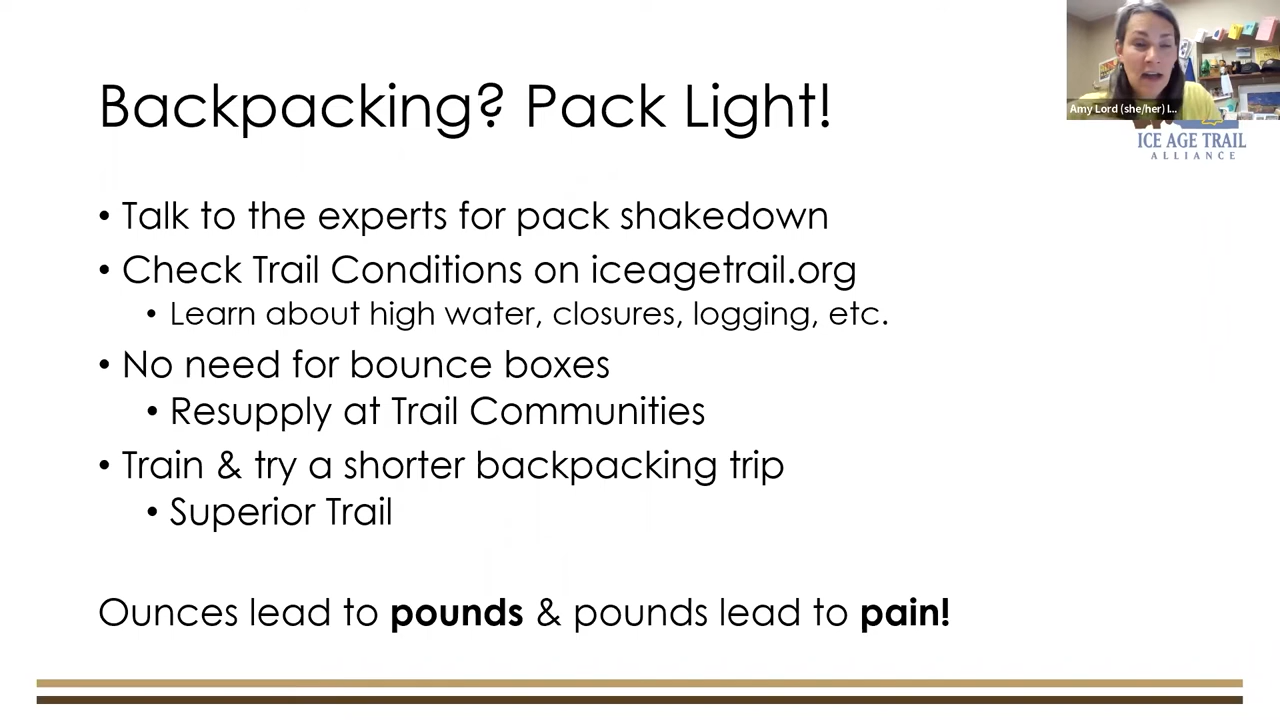 Backpacking? Pack Light!
Amy Lord (she/her) I...
ICE AGE TRAIL
ALLIANCE
• Talk to the experts for pack shakedown
• Check Trail Conditions on iceagetrail.org
• Learn about high water, closures, logging, etc.
• No need for bounce boxes
• Resupply at Trail Communities
• Train & try a shorter backpacking trip
• Superior Trail
Ounces lead to pounds & pounds lead to pain!